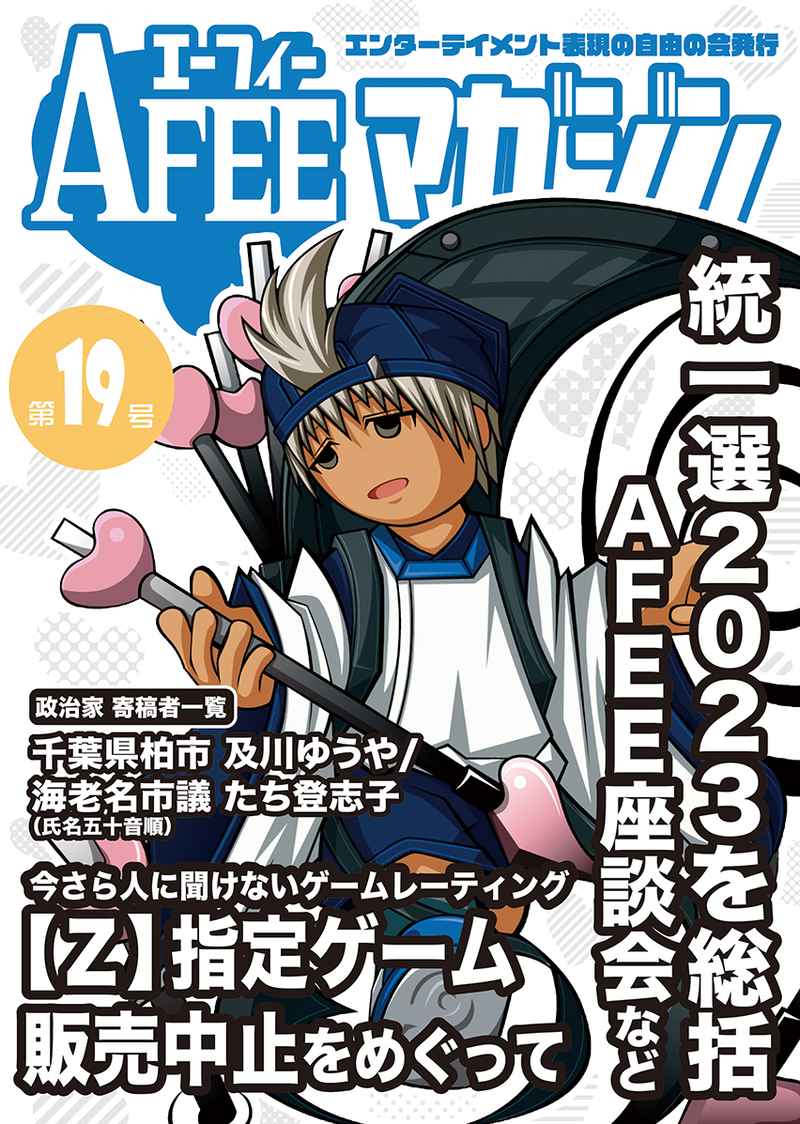 エンターテイメント表現の自由の会発行
エーフィー
AFEEマガジン
第19号
統一選2023を総括
AFEE座談会など
政治家 寄稿者一覧
千葉県柏市 及川ゆうや/
海老名市議 たち登志子
(氏名五十音順)
今さら人に聞けないゲームレーティング
【Z】指定ゲーム
販売中止をめぐって